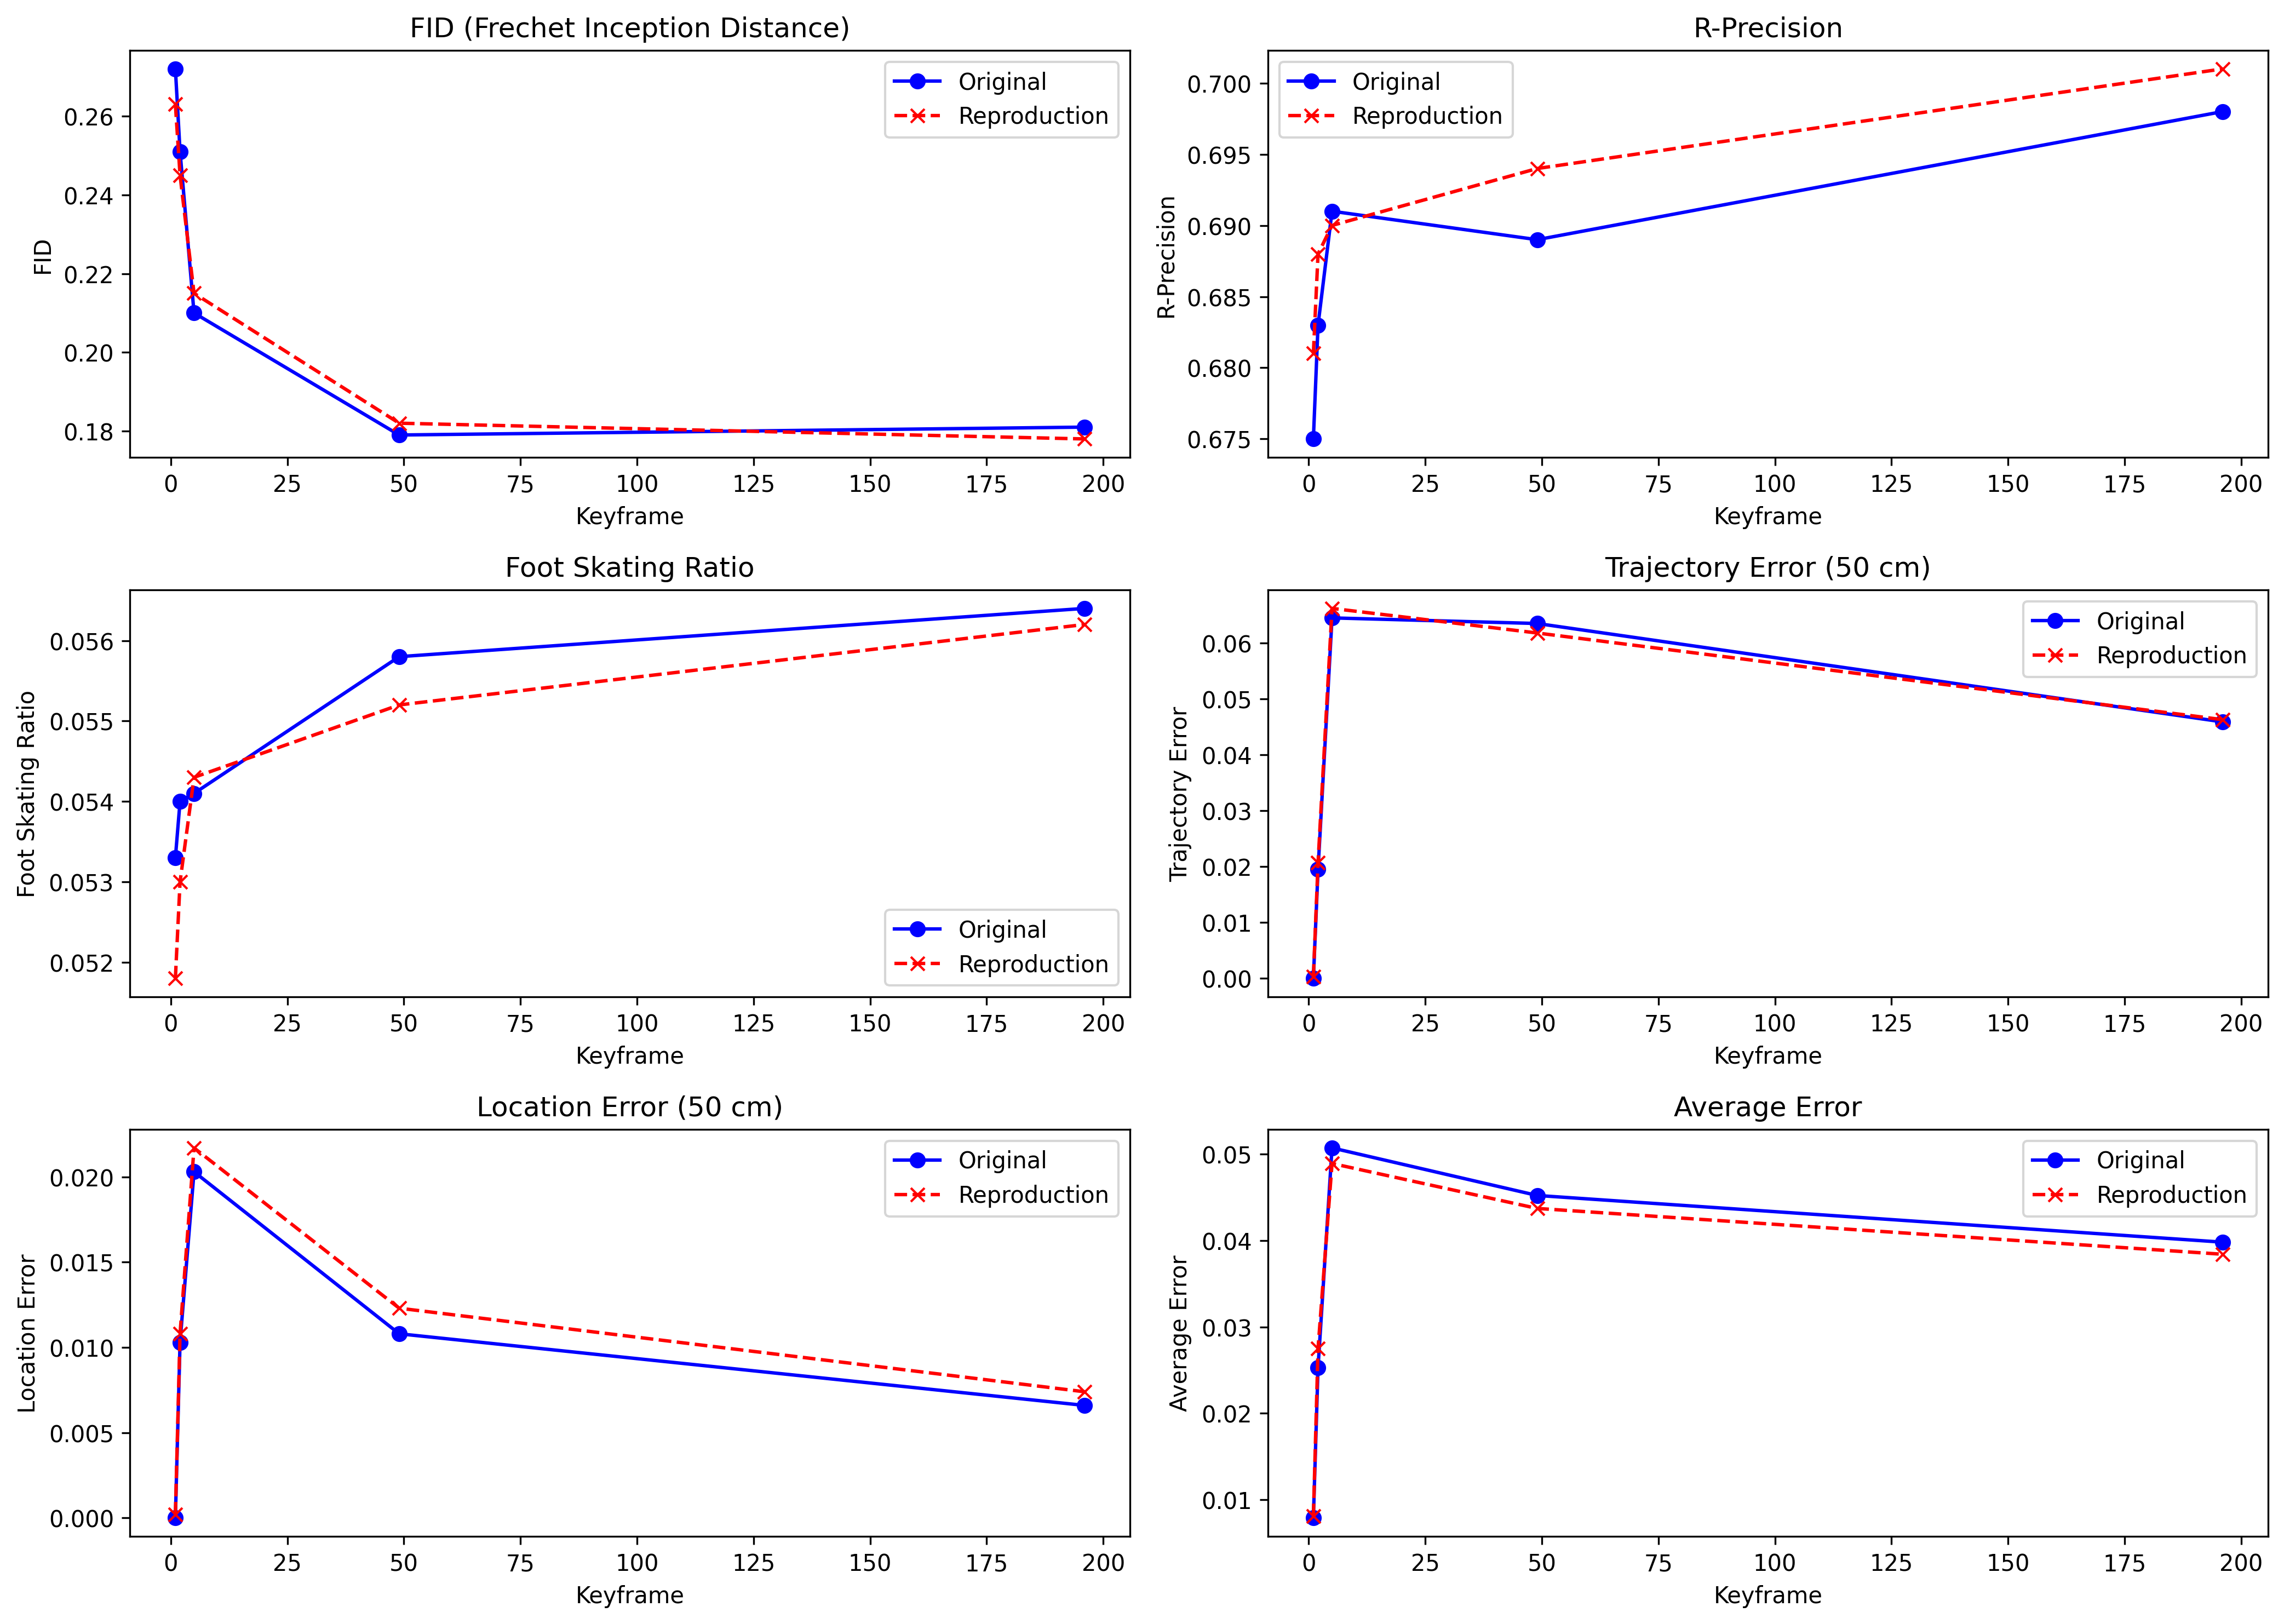 FID (Frechet Inception Distance)
Original
Reproduction
FID
0.26
0.24
0.22
0.20
0.18
0 25 50 75 100 125 150 175 200
Keyframe
R-Precision
Original
Reproduction
R-Precision
0.700
0.695
0.690
0.685
0.680
0.675
0 25 50 75 100 125 150 175 200
Keyframe
Foot Skating Ratio
Original
Reproduction
Foot Skating Ratio
0.056
0.055
0.054
0.053
0.052
0 25 50 75 100 125 150 175 200
Keyframe
Trajectory Error (50 cm)
Original
Reproduction
Trajectory Error
0.06
0.05
0.04
0.03
0.02
0.01
0.00
0 25 50 75 100 125 150 175 200
Keyframe
Location Error (50 cm)
Original
Reproduction
Location Error
0.020
0.015
0.010
0.005
0.000
0 25 50 75 100 125 150 175 200
Keyframe
Average Error
Original
Reproduction
Average Error
0.05
0.04
0.03
0.02
0.01
0 25 50 75 100 125 150 175 200
Keyframe